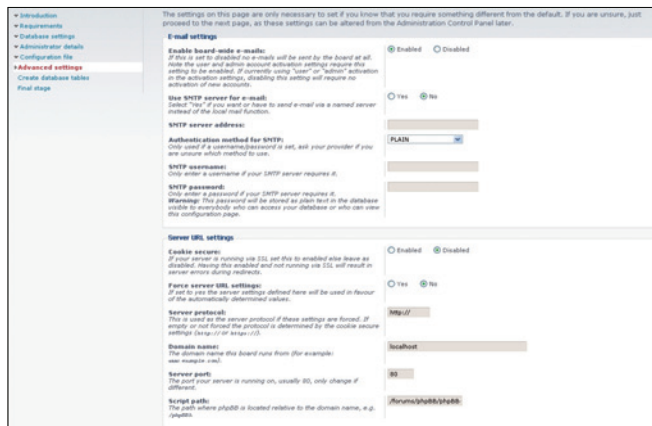 Introduction
Requirements
Database settings
Administrator details
Configuration file
Advanced settings
Create database tables
Final stage
The settings on this page are only necessary to set if you know that you require something different from the default. If you are unsure, just
proceed to the next page, as these settings can be altered from the Administration Control Panel later.
E-mail settings
Enable board-wide e-mails:
If this is set to disabled no e-mails will be sent by the board at all.
Note the user and admin account activation settings require this
setting to be enabled. If currently using "user" or "admin" activation
in the activation settings, disabling this setting will require no
activation of new accounts.
Enabled Disabled
Use SMTP server for e-mail:
Select "Yes" if you want or have to send e-mail via a named server
instead of the local mail function.
Yes No
SMTP server address:
Authentication method for SMTP:
Only used if a username/password is set, ask your provider if you
are unsure which method to use.
PLAIN
SMTP username:
Only enter a username if your SMTP server requires it.
SMTP password:
Only enter a password if your SMTP server requires it.
Warning: This password will be stored as plain text in the database
visible to everybody who can access your database or who can view
this configuration page.
Server URL settings
Cookie secure:
If your server is running via SSL set this to enabled else leave as
disabled. Having this enabled and not running via SSL will result in
server errors during redirects.
Enabled Disabled
Force server URL settings:
If set to yes the server settings defined here will be used in favour
of the automatically determined values.
Yes No
Server protocol:
This is used as the server protocol if these settings are forced. If
empty or not forced the protocol is determined by the cookie secure
settings (http:// or https://).
http://
Domain name:
The domain name this board runs from (for example:
www.example.com).
localhost
Server port:
The port your server is running on, usually 80, only change if
different.
80
Script path:
The path where phpBB is located relative to the domain name, e.g.
/phpBB3.
/forums/phpBB/phpBB